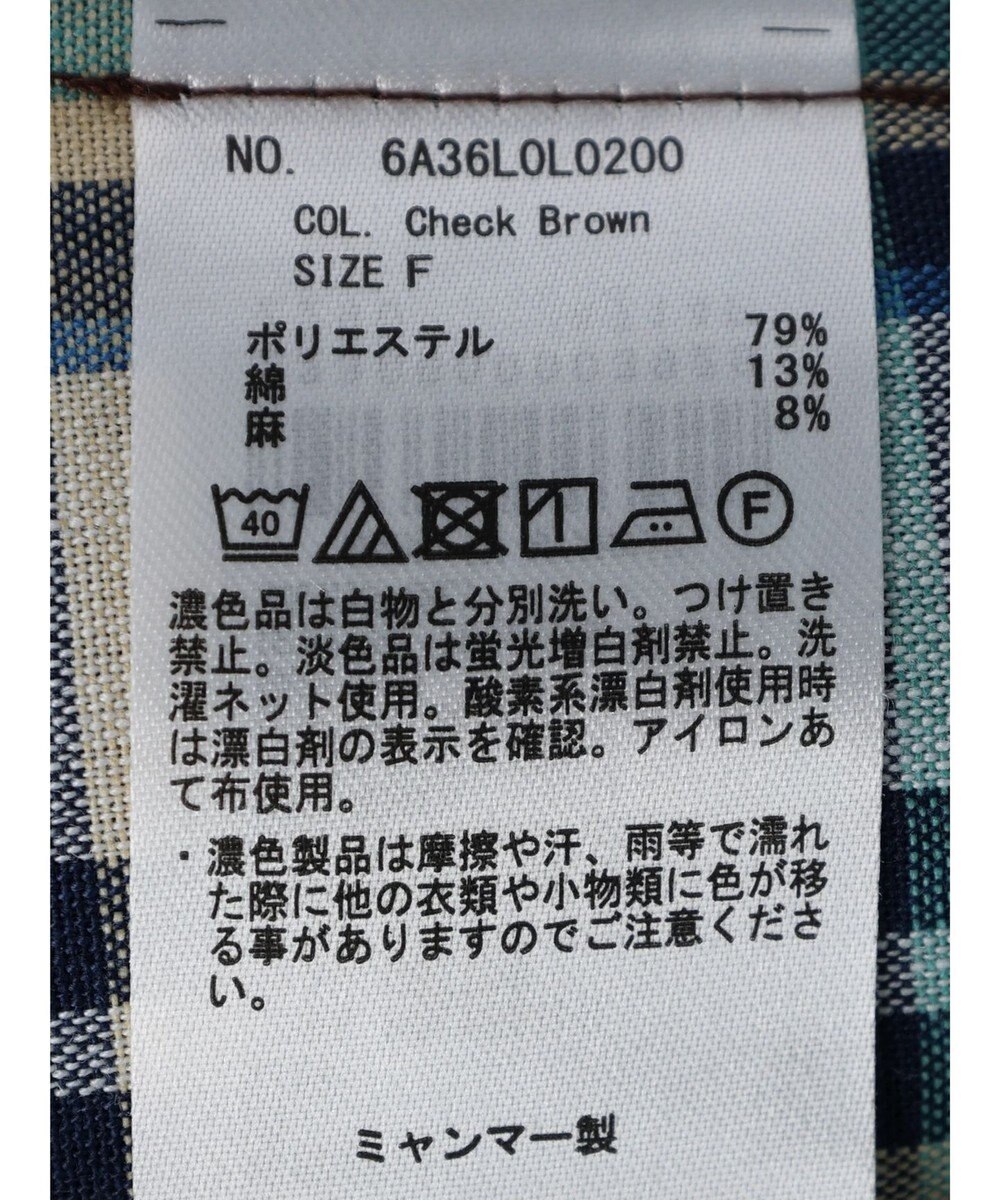 NO. 6A36L0L0200
COL. Check Brown
SIZE F
ポリエステル 79%
綿 13%
麻 8%
40 F
濃色品は白物と分別洗い。つけ置き
禁止。淡色品は蛍光増白剤禁止。洗
濯ネット使用。酸素系漂白剤使用時
は漂白剤の表示を確認。アイロンあ
て布使用。
・濃色製品は摩擦や汗、雨等で濡れ
た際に他の衣類や小物類に色が移
る事がありますのでご注意くださ
い。
ミャンマー製